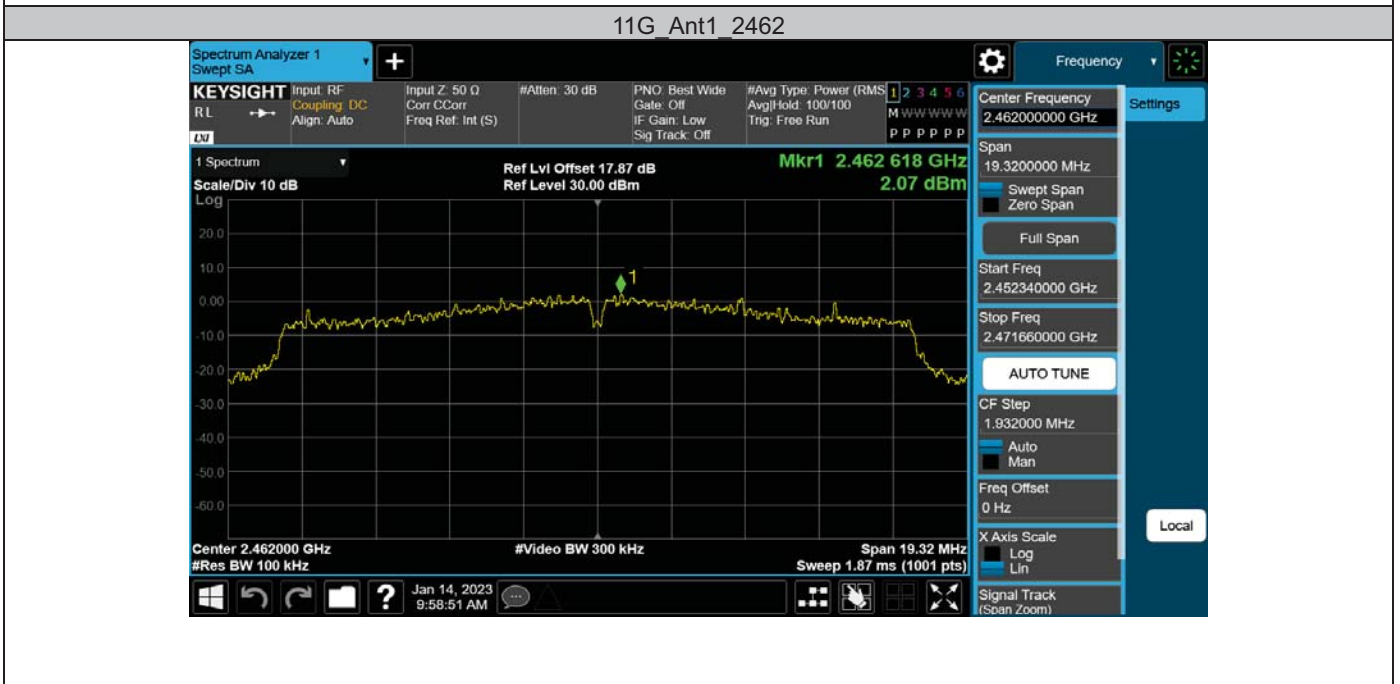 11G_Ant1_2462
Spectrum Analyzer 1
Swept SA
Frequency
KEYSIGHT
RL
LXI
Input: RF
Coupling: DC
Align: Auto
Input Z: 50 Ω
Corr CCorr
Freq Ref: Int (S)
#Atten: 30 dB
PNO: Best Wide
Gate: Off
IF Gain: Low
Sig Track: Off
#Avg Type: Power (RMS
Avg|Hold: 100/100
Trig: Free Run
1 2 3 4 5 6
M W W W W W
P P P P P P
1 Spectrum
Scale/Div 10 dB
Ref Lvl Offset 17.87 dB
Ref Level 30.00 dBm
Mkr1 2.462 618 GHz
2.07 dBm
Log
20.0
10.0
0.00
-10.0
-20.0
-30.0
-40.0
-50.0
-60.0
1
Center 2.462000 GHz
#Res BW 100 kHz
#Video BW 300 kHz
Span 19.32 MHz
Sweep 1.87 ms (1001 pts)
?
Jan 14, 2023
9:58:51 AM
Center Frequency
2.462000000 GHz
Settings
Span
19.3200000 MHz
Swept Span
Zero Span
Full Span
Start Freq
2.452340000 GHz
Stop Freq
2.471660000 GHz
AUTO TUNE
CF Step
1.932000 MHz
Auto
Man
Freq Offset
0 Hz
X Axis Scale
Log
Lin
Local
Signal Track
(Span Zoom)